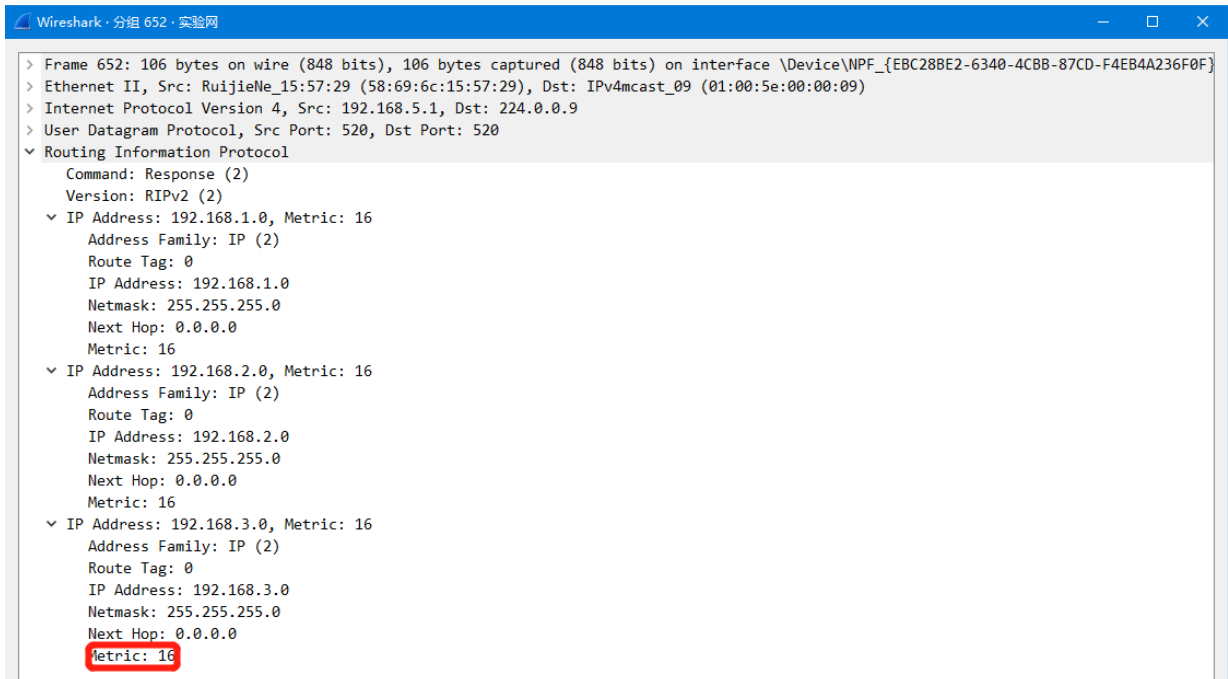 Wireshark · 分组 652 · 实验网
Frame 652: 106 bytes on wire (848 bits), 106 bytes captured (848 bits) on interface \Device\NPF_{EBC28BE2-6340-4CBB-87CD-F4EB4A236F0F}
Ethernet II, Src: RuijieNe_15:57:29 (58:69:6c:15:57:29), Dst: IPv4mcast_09 (01:00:5e:00:00:09)
Internet Protocol Version 4, Src: 192.168.5.1, Dst: 224.0.0.9
User Datagram Protocol, Src Port: 520, Dst Port: 520
Routing Information Protocol
Command: Response (2)
Version: RIPv2 (2)
IP Address: 192.168.1.0, Metric: 16
Address Family: IP (2)
Route Tag: 0
IP Address: 192.168.1.0
Netmask: 255.255.255.0
Next Hop: 0.0.0.0
Metric: 16
IP Address: 192.168.2.0, Metric: 16
Address Family: IP (2)
Route Tag: 0
IP Address: 192.168.2.0
Netmask: 255.255.255.0
Next Hop: 0.0.0.0
Metric: 16
IP Address: 192.168.3.0, Metric: 16
Address Family: IP (2)
Route Tag: 0
IP Address: 192.168.3.0
Netmask: 255.255.255.0
Next Hop: 0.0.0.0
Metric: 16